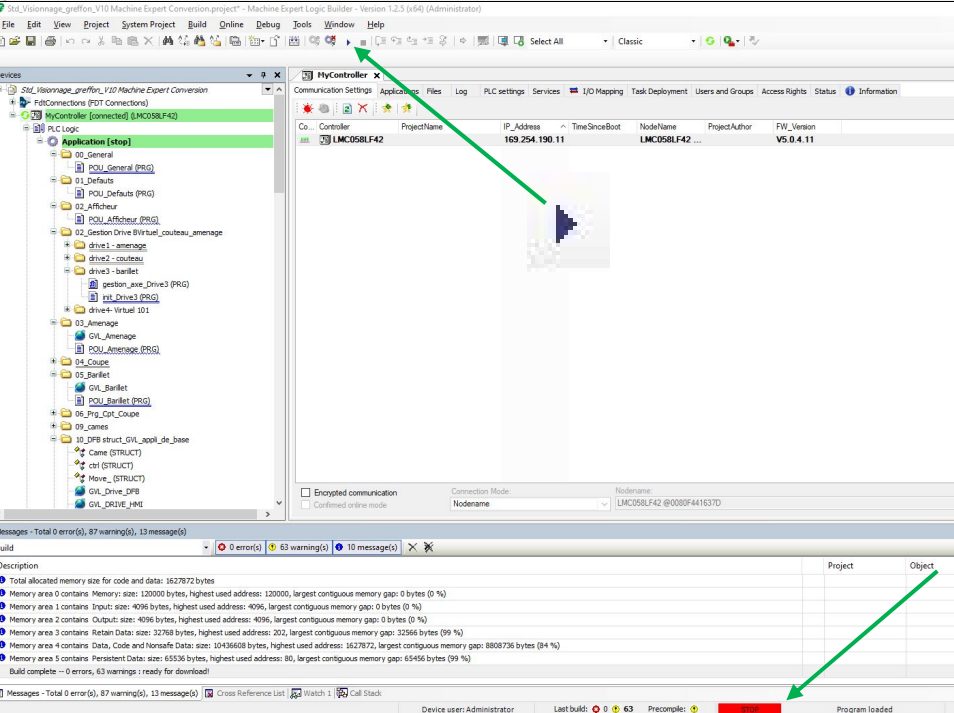 Std_Visionnage_greffon_V10 Machine Expert Conversion.project* - Machine Expert Logic Builder - Version 1.2.5 (x64) (Administrator)
File Edit View Project System Project Build Online Debug Tools Window Help
Select All Classic
evices
MyController
Std_Visionnage_greffon_V10 Machine Expert Conversion
FdtConnections (FDT Connections)
MyController [connected] (LMC058LF42)
PLC Logic
Application [stop]
00_General
POU_General (PRG)
01_Defauts
POU_Defauts (PRG)
02_Afficheur
POU_Afficheur (PRG)
02_Gestion Drive BVirtuel_couteau_amenage
drive1 - amenage
drive2 - couteau
drive3 - barillet
gestion_axe_Drive3 (PRG)
init_Drive3 (PRG)
drive4- Virtuel 101
03_Amenage
GVL_Amenage
POU_Amenage (PRG)
04_Coupe
05_Barillet
GVL_Barillet
POU_Barillet (PRG)
06_Prg_Cpt_Coupe
09_cames
10_DFB struct_GVL_appli_de_base
Came (STRUCT)
ctrl (STRUCT)
Move_ (STRUCT)
GVL_Drive_DFB
GVL_DRIVE_HMI
Communication Settings Applications Files Log PLC settings Services I/O Mapping Task Deployment Users and Groups Access Rights Status Information
Co... Controller ProjectName IP_Address TimeSinceBoot NodeName ProjectAuthor FW_Version
LMC058LF42 169.254.190.11 LMC058LF42 ... V5.0.4.11
Encrypted communication
Confirmed online mode
Connection Mode:
Nodename
Nodename:
LMC058LF42 @0080F441637D
lessages - Total 0 error(s), 87 warning(s), 13 message(s)
uild 0 error(s) 63 warning(s) 10 message(s)
Description Project Object
Total allocated memory size for code and data: 1627872 bytes
Memory area 0 contains Memory: size: 120000 bytes, highest used address: 120000, largest contiguous memory gap: 0 bytes (0 %)
Memory area 1 contains Input: size: 4096 bytes, highest used address: 4096, largest contiguous memory gap: 0 bytes (0 %)
Memory area 2 contains Output: size: 4096 bytes, highest used address: 4096, largest contiguous memory gap: 0 bytes (0 %)
Memory area 3 contains Retain Data: size: 32768 bytes, highest used address: 202, largest contiguous memory gap: 32566 bytes (99 %)
Memory area 4 contains Data, Code and Nonsafe Data: size: 10436608 bytes, highest used address: 1627872, largest contiguous memory gap: 8808736 bytes (84 %)
Memory area 5 contains Persistent Data: size: 65536 bytes, highest used address: 80, largest contiguous memory gap: 65456 bytes (99 %)
Build complete -- 0 errors, 63 warnings : ready for download!
Messages - Total 0 error(s), 87 warning(s), 13 message(s) Cross Reference List Watch 1 Call Stack
Device user: Administrator Last build: 0 63 Precompile: STOP Program loaded